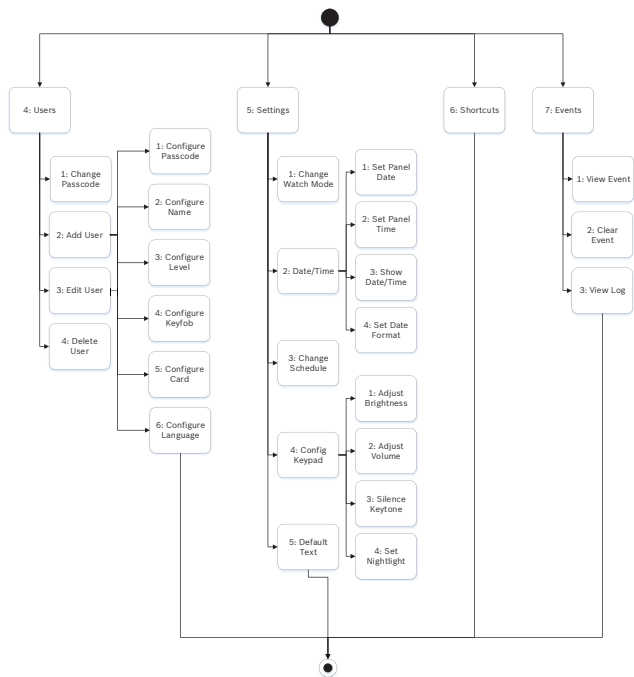 4: Users
5: Settings
6: Shortcuts
7: Events
1: Change
Passcode
2: Add User
3: Edit User
4: Delete
User
1: Configure
Passcode
2: Configure
Name
3: Configure
Level
4: Configure
Keyfob
5: Configure
Card
6: Configure
Language
1: Change
Watch Mode
2: Date/Time
3: Change
Schedule
4: Config
Keypad
5: Default
Text
1: Set Panel
Date
2: Set Panel
Time
3: Show
Date/Time
4: Set Date
Format
1: Adjust
Brightness
2: Adjust
Volume
3: Silence
Keytone
4: Set
Nightlight
1: View Event
2: Clear
Event
3: View Log